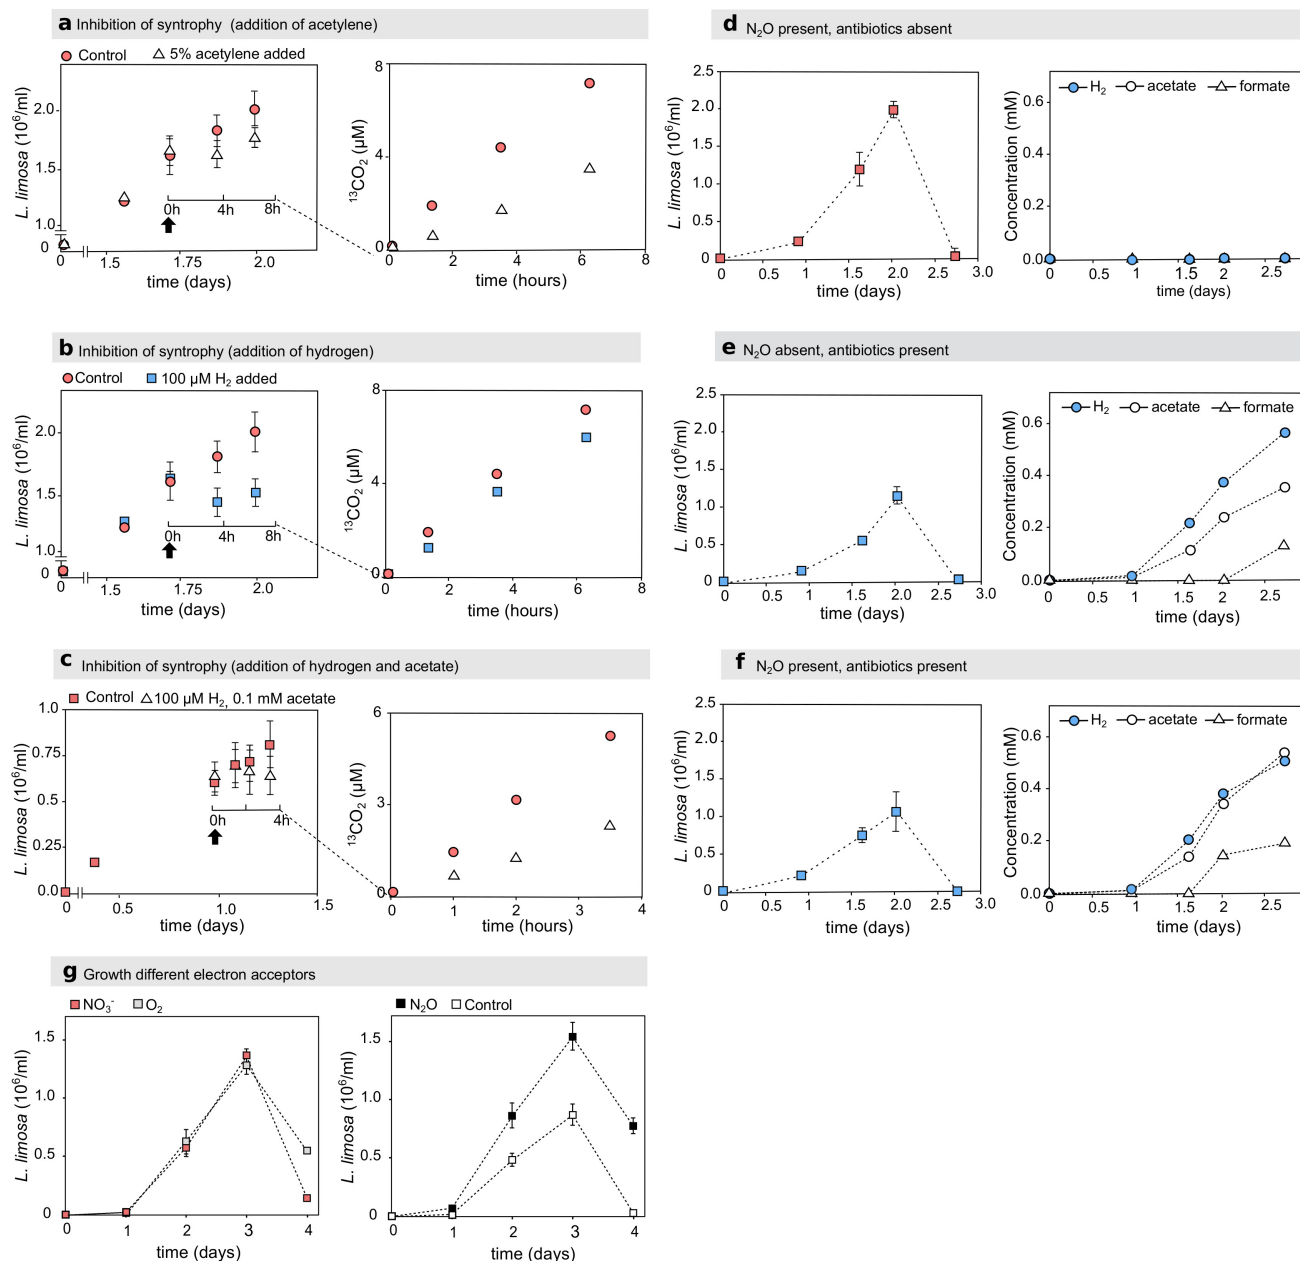 a Inhibition of syntrophy (addition of acetylene)
Control 5% acetylene added
L. limosa (10⁶/ml)
2.0
1.5
1.0
0
0h 4h 8h
0 1.5 1.75 2.0
time (days)
¹³CO₂ (µM)
8
4
0
2 4 6 8
time (hours)
b Inhibition of syntrophy (addition of hydrogen)
Control 100 µM H₂ added
L. limosa (10⁶/ml)
2.0
1.5
1.0
0
0h 4h 8h
0 1.5 1.75 2.0
time (days)
¹³CO₂ (µM)
8
4
0
0 2 4 6 8
time (hours)
c Inhibition of syntrophy (addition of hydrogen and acetate)
Control 100 µM H₂, 0.1 mM acetate
L. limosa (10⁶/ml)
1.0
0.75
0.5
0.25
0.0
0h 4h
0 0.5 1.0 1.5
time (days)
¹³CO₂ (µM)
6
3
0
0 1 2 3 4
time (hours)
d N₂O present, antibiotics absent
L. limosa (10⁶/ml)
2.5
2.0
1.5
1.0
0.5
0
0 0.5 1.0 1.5 2.0 2.5 3.0
time (days)
H₂ acetate formate
Concentration (mM)
0.6
0.4
0.2
0.0
0 0.5 1 1.5 2 2.5
time (days)
e N₂O absent, antibiotics present
L. limosa (10⁶/ml)
2.5
2.0
1.5
1.0
0.5
0
0 0.5 1.0 1.5 2.0 2.5 3.0
time (days)
H₂ acetate formate
Concentration (mM)
0.6
0.4
0.2
0.0
0 0.5 1 1.5 2 2.5
time (days)
f N₂O present, antibiotics present
L. limosa (10⁶/ml)
2.5
2.0
1.5
1.0
0.5
0
0 0.5 1.0 1.5 2.0 2.5 3.0
time (days)
H₂ acetate formate
Concentration (mM)
0.6
0.4
0.2
0.0
0 0.5 1 1.5 2 2.5
time (days)
g Growth different electron acceptors
NO₃⁻ O₂
L. limosa (10⁶/ml)
1.5
1.0
0.5
0
0 1 2 3 4
time (days)
N₂O Control
L. limosa (10⁶/ml)
1.5
1.0
0.5
0
0 1 2 3 4
time (days)